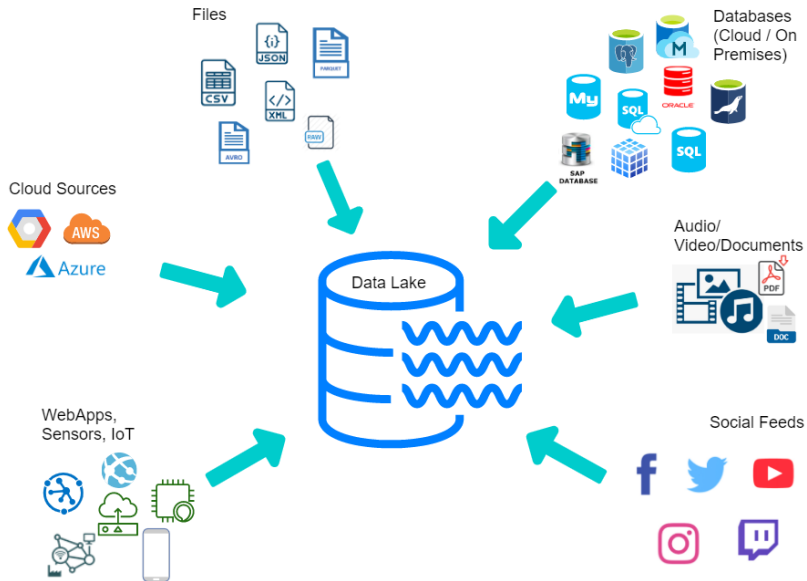 Files
{i}
JSON
PARQUET
CSV
</>
XML
AVRO
RAW
Databases
(Cloud / On
Premises)
M
My
SQL
ORACLE
SAP
DATABASE
SQL
Cloud Sources
AWS
Azure
Data Lake
Audio/
Video/Documents
PDF
DOC
WebApps,
Sensors, IoT
Social Feeds